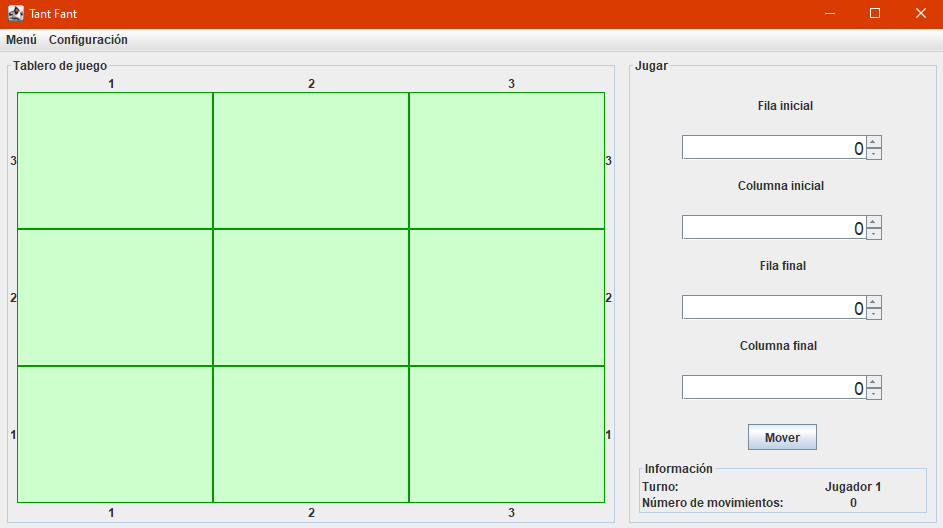 Tant Fant
Menú Configuración
Tablero de juego
1 2 3
3 3
2 2
1 1
1 2 3
Jugar
Fila inicial
0
Columna inicial
0
Fila final
0
Columna final
0
Mover
Información
Turno: Jugador 1
Número de movimientos: 0